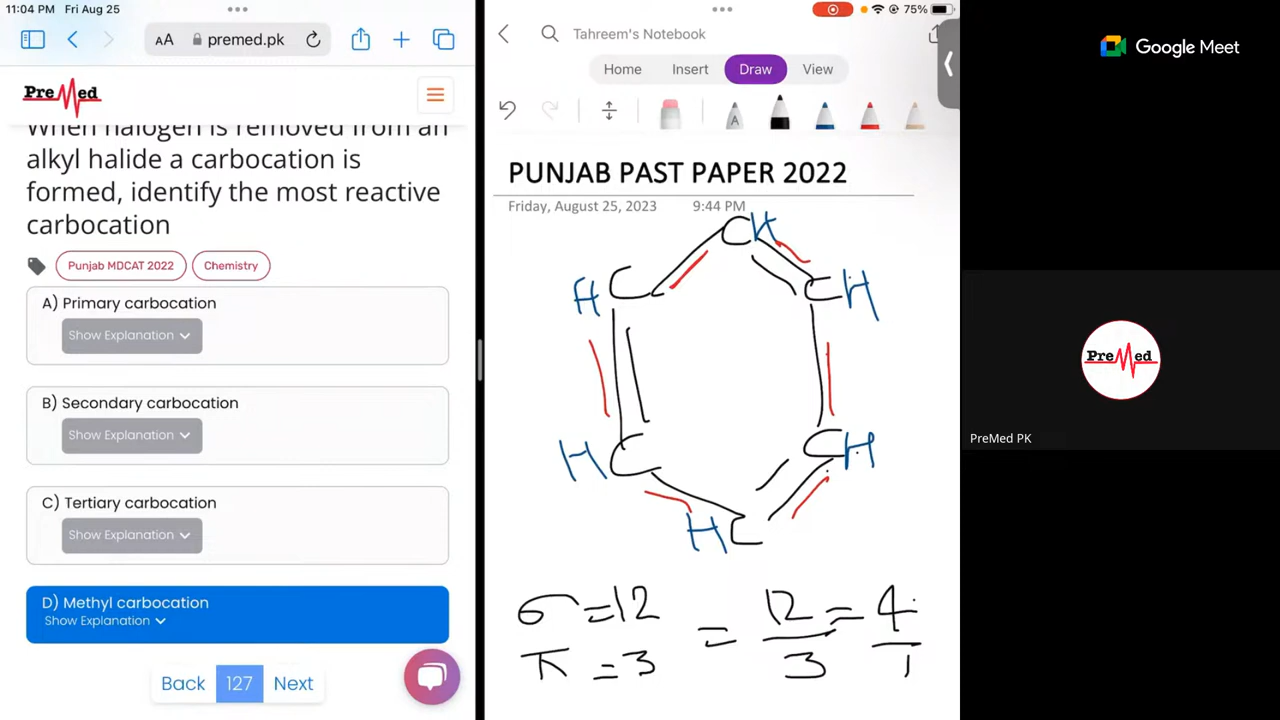 11:04 PM Fri Aug 25
AA premed.pk
PreMed
When halogen is removed from an
alkyl halide a carbocation is
formed, identify the most reactive
carbocation
Punjab MDCAT 2022 Chemistry
A) Primary carbocation
Show Explanation
B) Secondary carbocation
Show Explanation
C) Tertiary carbocation
Show Explanation
D) Methyl carbocation
Show Explanation
Back 127 Next
75%
Tahreem's Notebook
Home Insert Draw View
A
PUNJAB PAST PAPER 2022
Friday, August 25, 2023 9:44 PM
CH
H C
CH
H C
CH
H C
σ = 12
π = 3
= 12/3 = 4/1
Google Meet
PreMed
PreMed PK